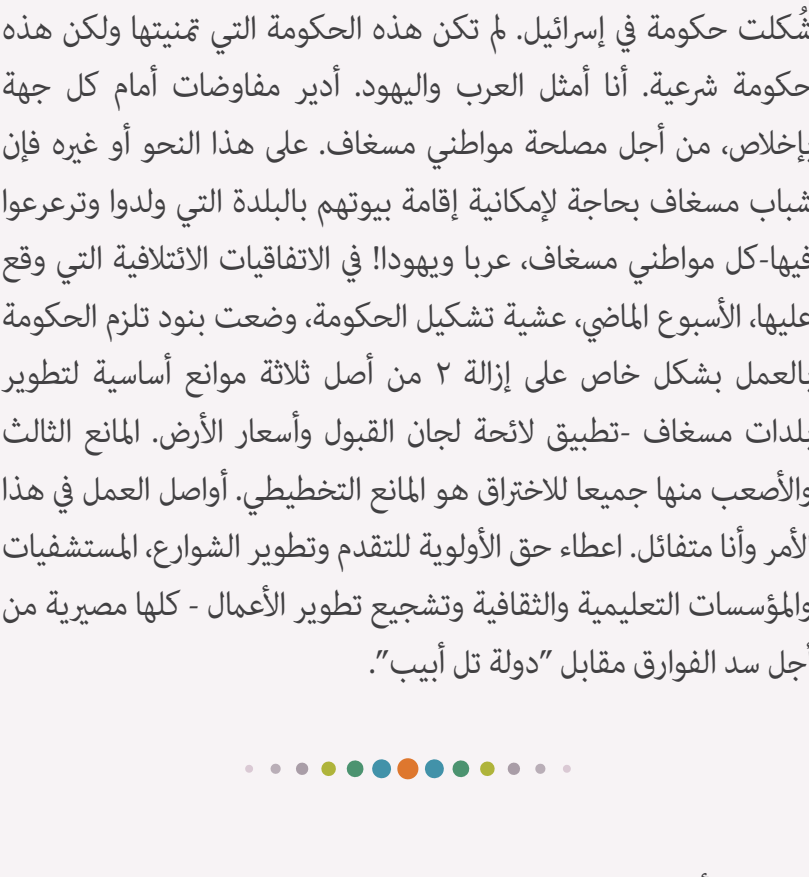 شُكلت حكومة في إسرائيل. لم تكن هذه الحكومة التي تمنيتها ولكن هذه
حكومة شرعية. أنا أمثل العرب واليهود. أدير مفاوضات أمام كل جهة
بإخلاص، من أجل مصلحة مواطني مسغاف. على هذا النحو أو غيره فإن
شباب مسغاف بحاجة لإمكانية إقامة بيوتهم بالبلدة التي ولدوا وترعرعوا
فيها-كل مواطني مسغاف، عربا ويهودا! في الاتفاقيات الائتلافية التي وقع
عليها، الأسبوع الماضي، عشية تشكيل الحكومة، وضعت بنود تلزم الحكومة
بالعمل بشكل خاص على إزالة ٢ من أصل ثلاثة موانع أساسية لتطوير
بلدات مسغاف -تطبيق لائحة لجان القبول وأسعار الأرض. المانع الثالث
والأصعب منها جميعا للاختراق هو المانع التخطيطي. أواصل العمل في هذا
الأمر وأنا متفائل. اعطاء حق الأولوية للتقدم وتطوير الشوارع، المستشفيات
والمؤسسات التعليمية والثقافية وتشجيع تطوير الأعمال - كلها مصيرية من
أجل سد الفوارق مقابل "دولة تل أبيب".